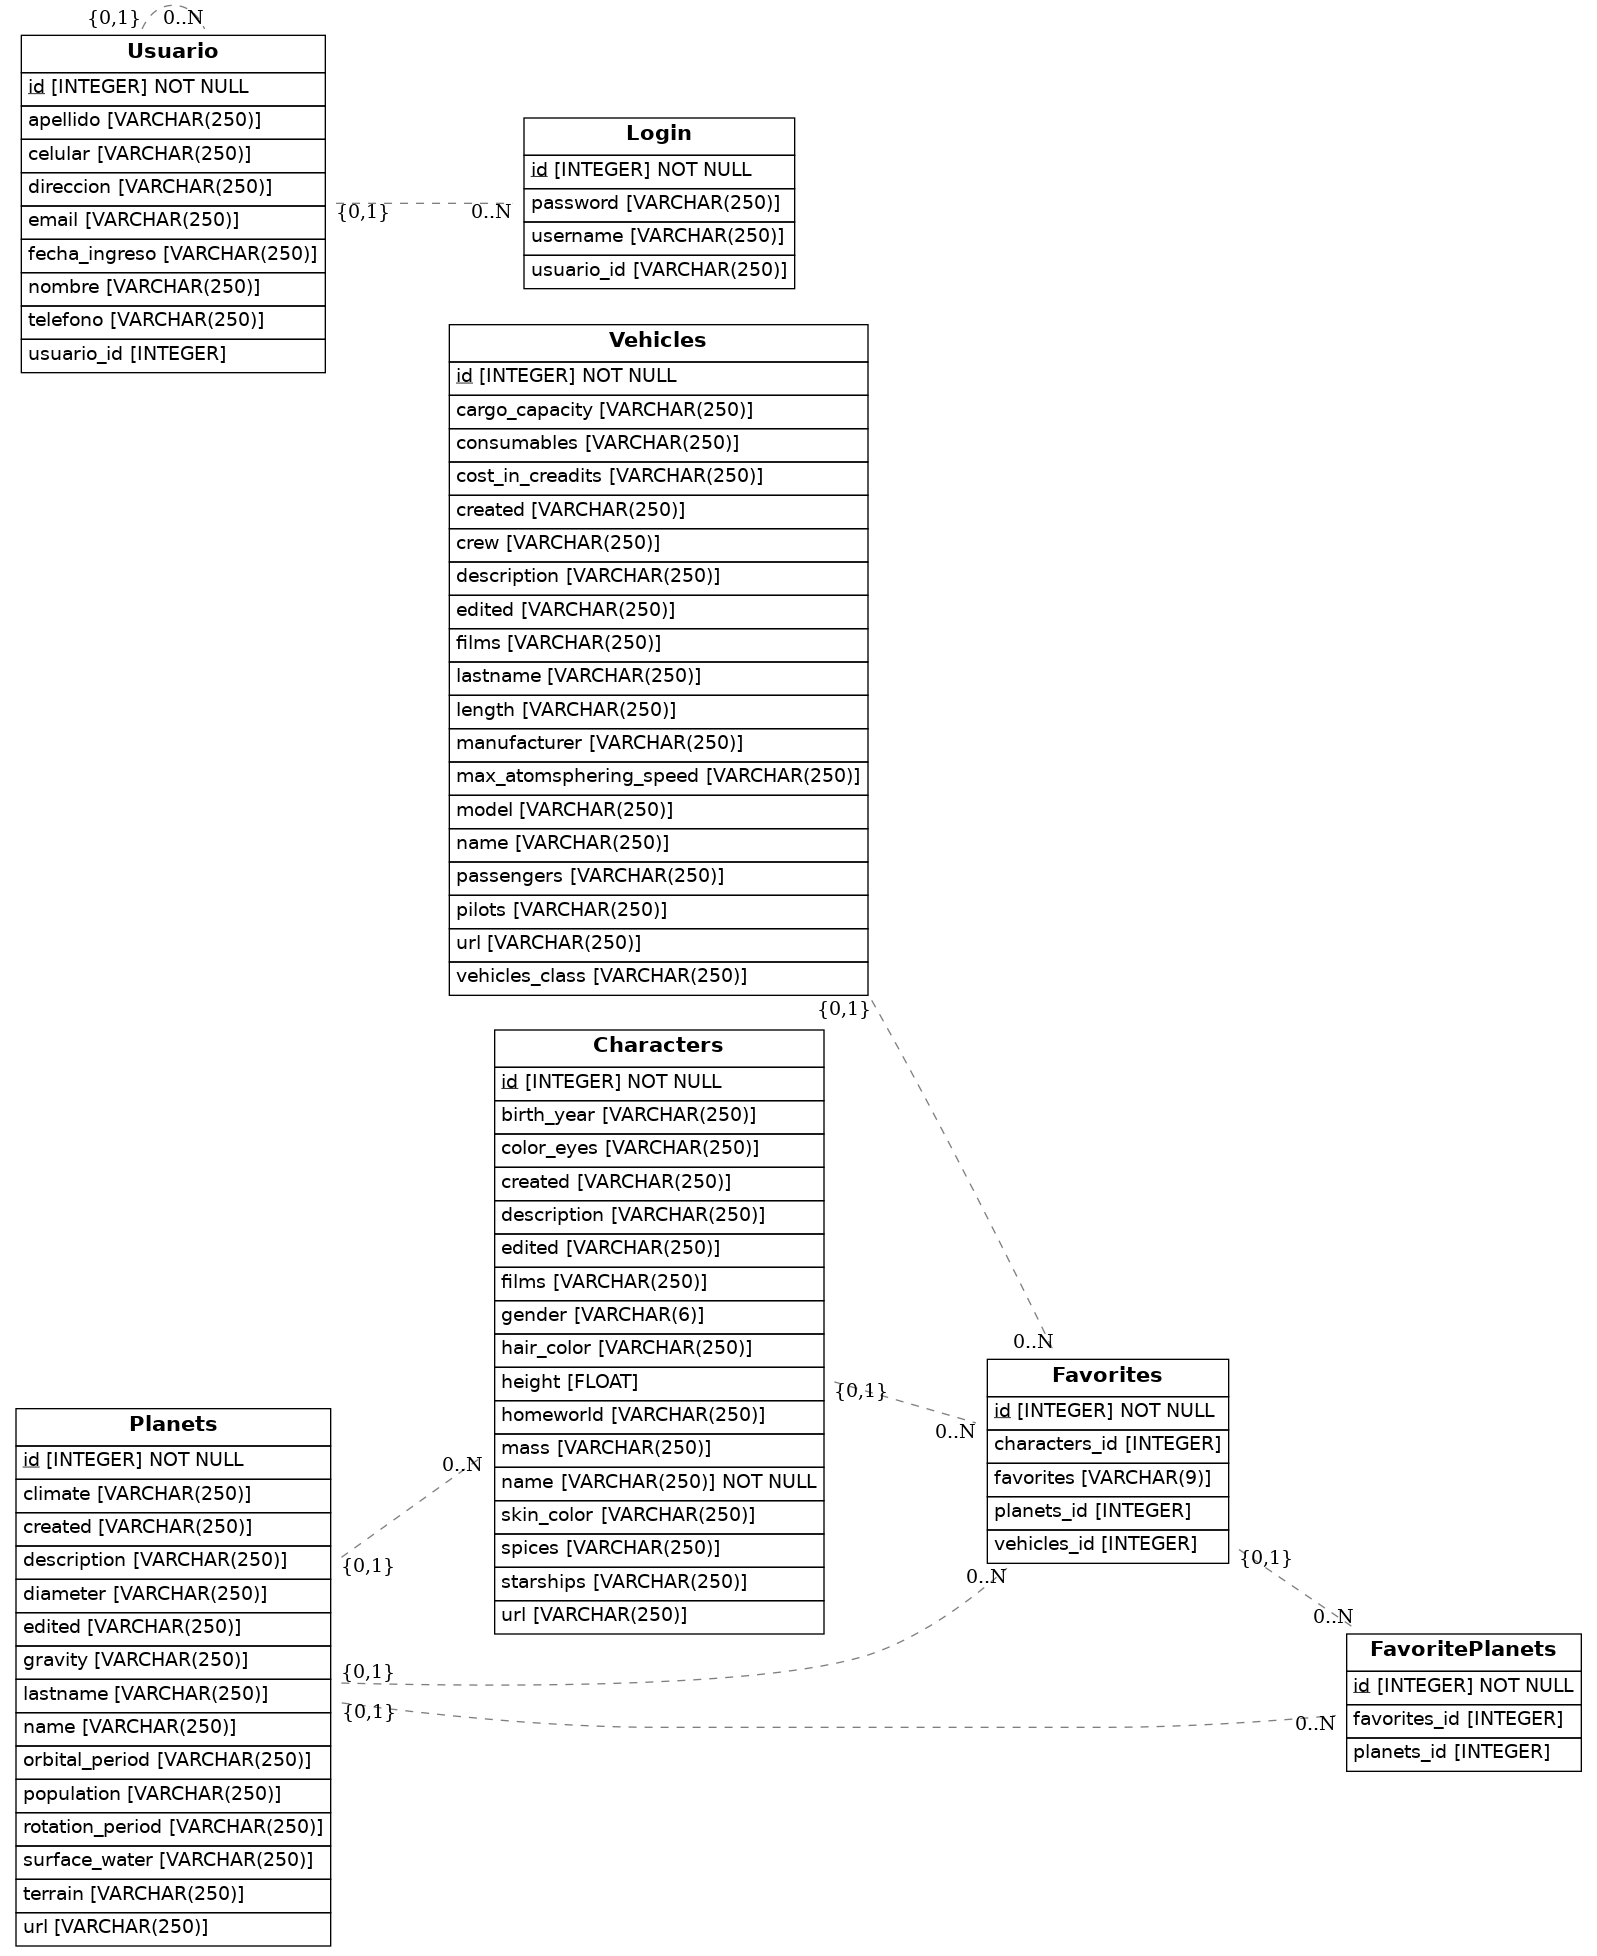 {0,1} 0..N
Usuario
id [INTEGER] NOT NULL
apellido [VARCHAR(250)]
celular [VARCHAR(250)]
direccion [VARCHAR(250)]
email [VARCHAR(250)]
fecha_ingreso [VARCHAR(250)]
nombre [VARCHAR(250)]
telefono [VARCHAR(250)]
usuario_id [INTEGER]
{0,1} 0..N
Login
id [INTEGER] NOT NULL
password [VARCHAR(250)]
username [VARCHAR(250)]
usuario_id [VARCHAR(250)]
Vehicles
id [INTEGER] NOT NULL
cargo_capacity [VARCHAR(250)]
consumables [VARCHAR(250)]
cost_in_creadits [VARCHAR(250)]
created [VARCHAR(250)]
crew [VARCHAR(250)]
description [VARCHAR(250)]
edited [VARCHAR(250)]
films [VARCHAR(250)]
lastname [VARCHAR(250)]
length [VARCHAR(250)]
manufacturer [VARCHAR(250)]
max_atomsphering_speed [VARCHAR(250)]
model [VARCHAR(250)]
name [VARCHAR(250)]
passengers [VARCHAR(250)]
pilots [VARCHAR(250)]
url [VARCHAR(250)]
vehicles_class [VARCHAR(250)]
{0,1}
0..N
Characters
id [INTEGER] NOT NULL
birth_year [VARCHAR(250)]
color_eyes [VARCHAR(250)]
created [VARCHAR(250)]
description [VARCHAR(250)]
edited [VARCHAR(250)]
films [VARCHAR(250)]
gender [VARCHAR(6)]
hair_color [VARCHAR(250)]
height [FLOAT]
homeworld [VARCHAR(250)]
mass [VARCHAR(250)]
name [VARCHAR(250)] NOT NULL
skin_color [VARCHAR(250)]
spices [VARCHAR(250)]
starships [VARCHAR(250)]
url [VARCHAR(250)]
{0,1}
0..N
Favorites
id [INTEGER] NOT NULL
characters_id [INTEGER]
favorites [VARCHAR(9)]
planets_id [INTEGER]
vehicles_id [INTEGER]
{0,1}
0..N
Planets
id [INTEGER] NOT NULL
climate [VARCHAR(250)]
created [VARCHAR(250)]
description [VARCHAR(250)]
diameter [VARCHAR(250)]
edited [VARCHAR(250)]
gravity [VARCHAR(250)]
lastname [VARCHAR(250)]
name [VARCHAR(250)]
orbital_period [VARCHAR(250)]
population [VARCHAR(250)]
rotation_period [VARCHAR(250)]
surface_water [VARCHAR(250)]
terrain [VARCHAR(250)]
url [VARCHAR(250)]
0..N
{0,1}
0..N
{0,1}
{0,1}
0..N
FavoritePlanets
id [INTEGER] NOT NULL
favorites_id [INTEGER]
planets_id [INTEGER]